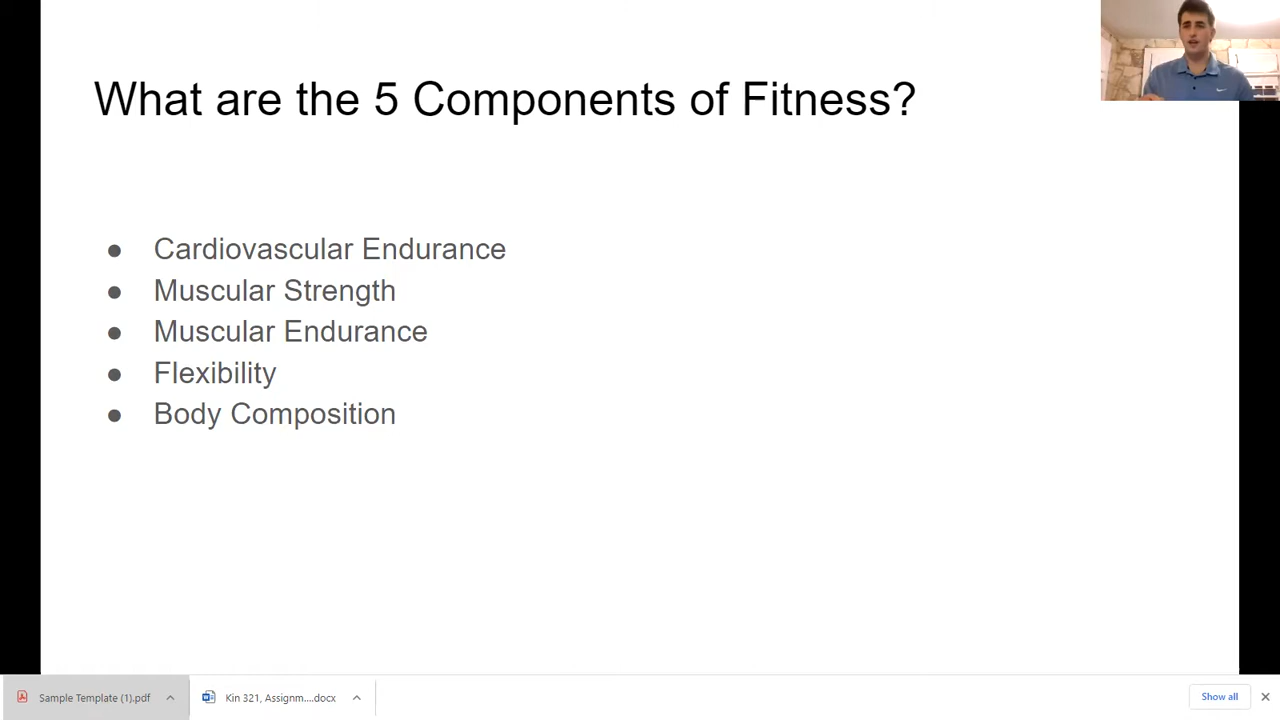 What are the 5 Components of Fitness?
● Cardiovascular Endurance
● Muscular Strength
● Muscular Endurance
● Flexibility
● Body Composition
Sample Template (1).pdf
Kin 321, Assignm....docx
Show all